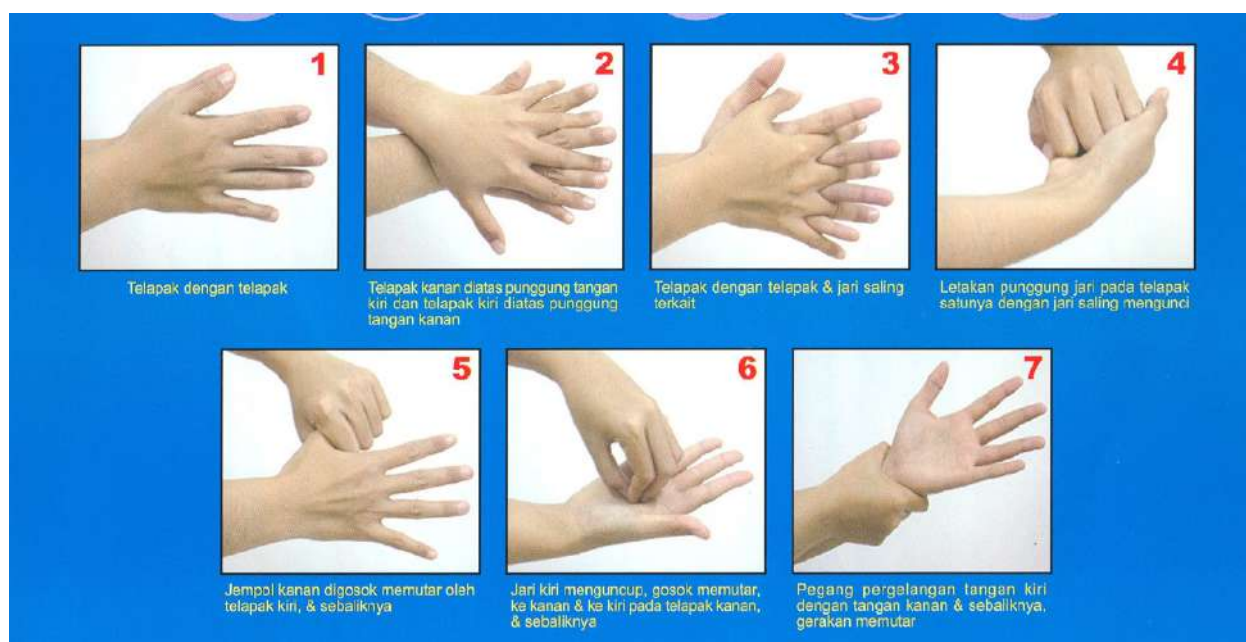 1
2
3
4
Telapak dengan telapak
Telapak kanan diatas punggung tangan
kiri dan telapak kiri diatas punggung
tangan kanan
Telapak dengan telapak & jari saling
terkait
Letakan punggung jari pada telapak
satunya dengan jari saling mengunci
5
6
7
Jempol kanan digosok memutar oleh
telapak kiri, & sebaliknya
Jari kiri menguncup, gosok memutar,
ke kanan & ke kiri pada telapak kanan,
& sebaliknya
Pegang pergelangan tangan kiri
dengan tangan kanan & sebaliknya,
gerakan memutar